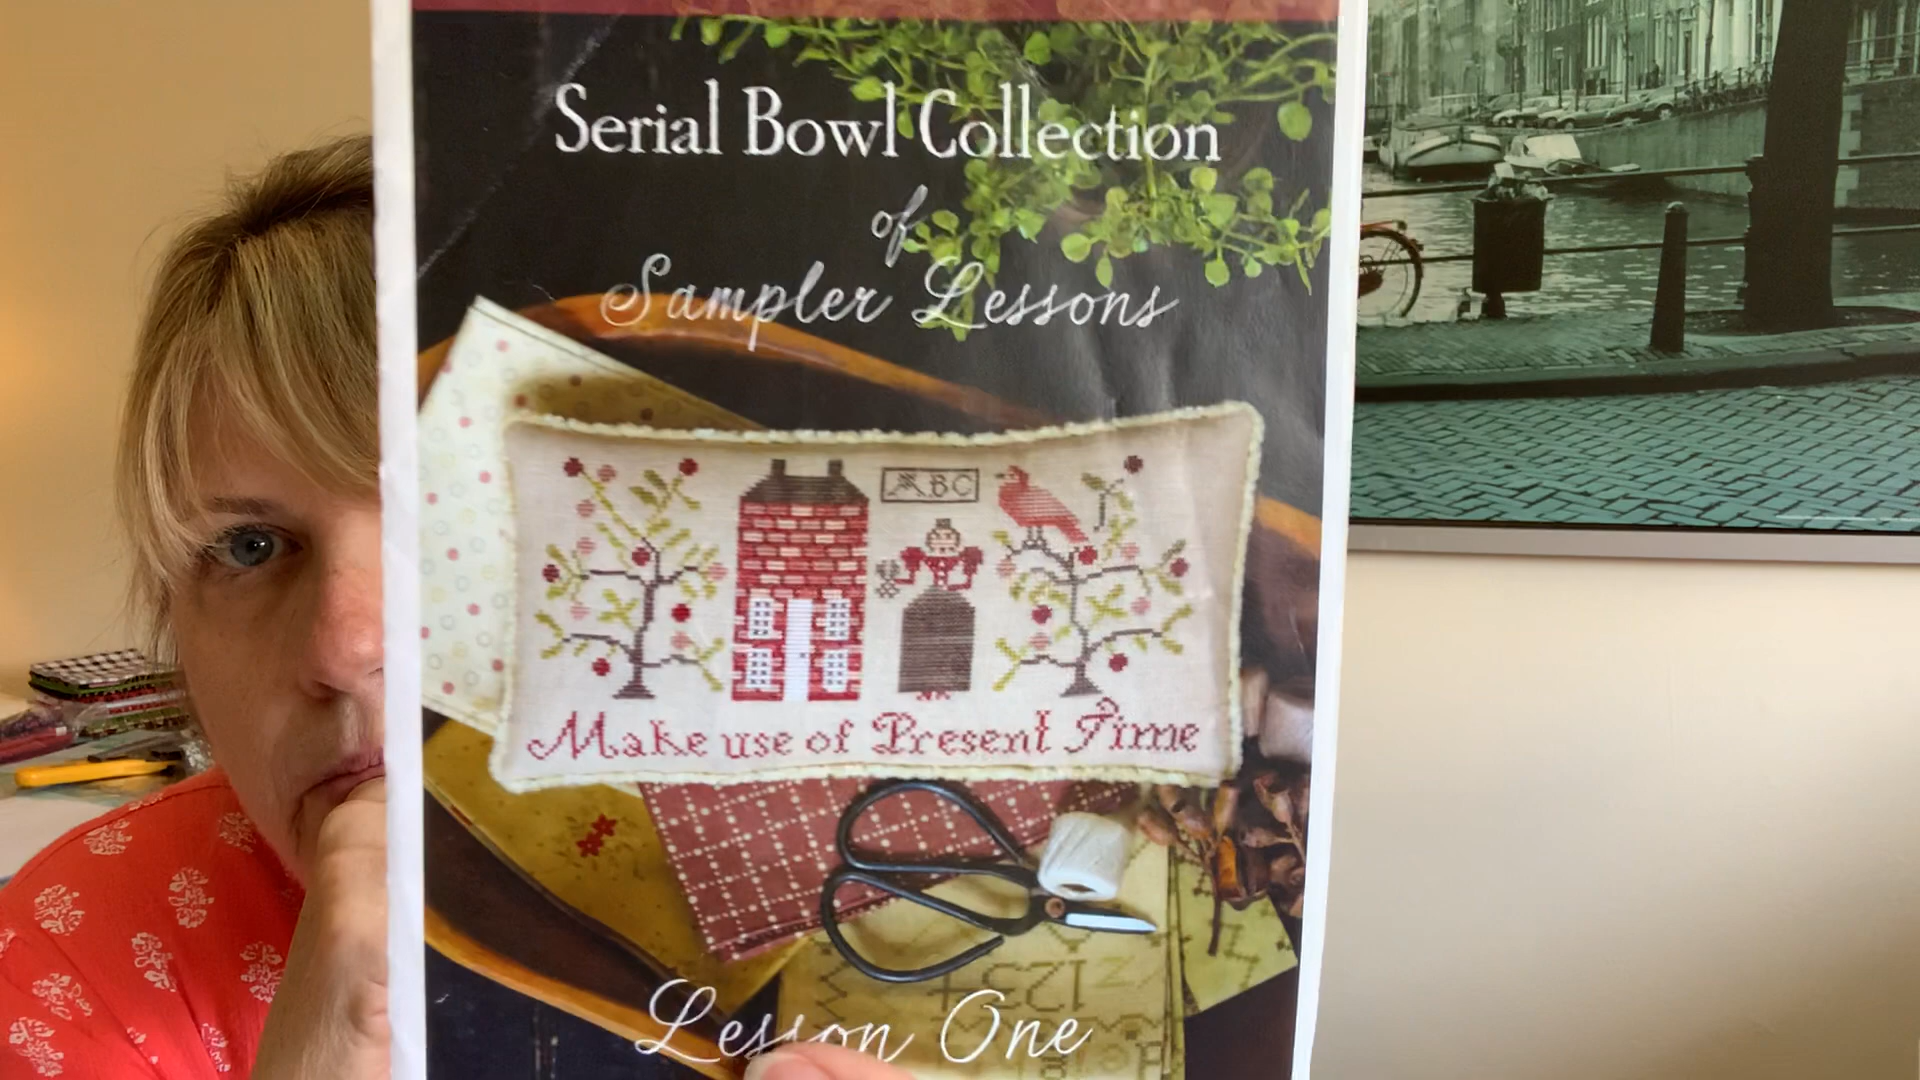 Serial Bowl Collection
of
Sampler Lessons
ABC
Make use of Present Time
Lesson One